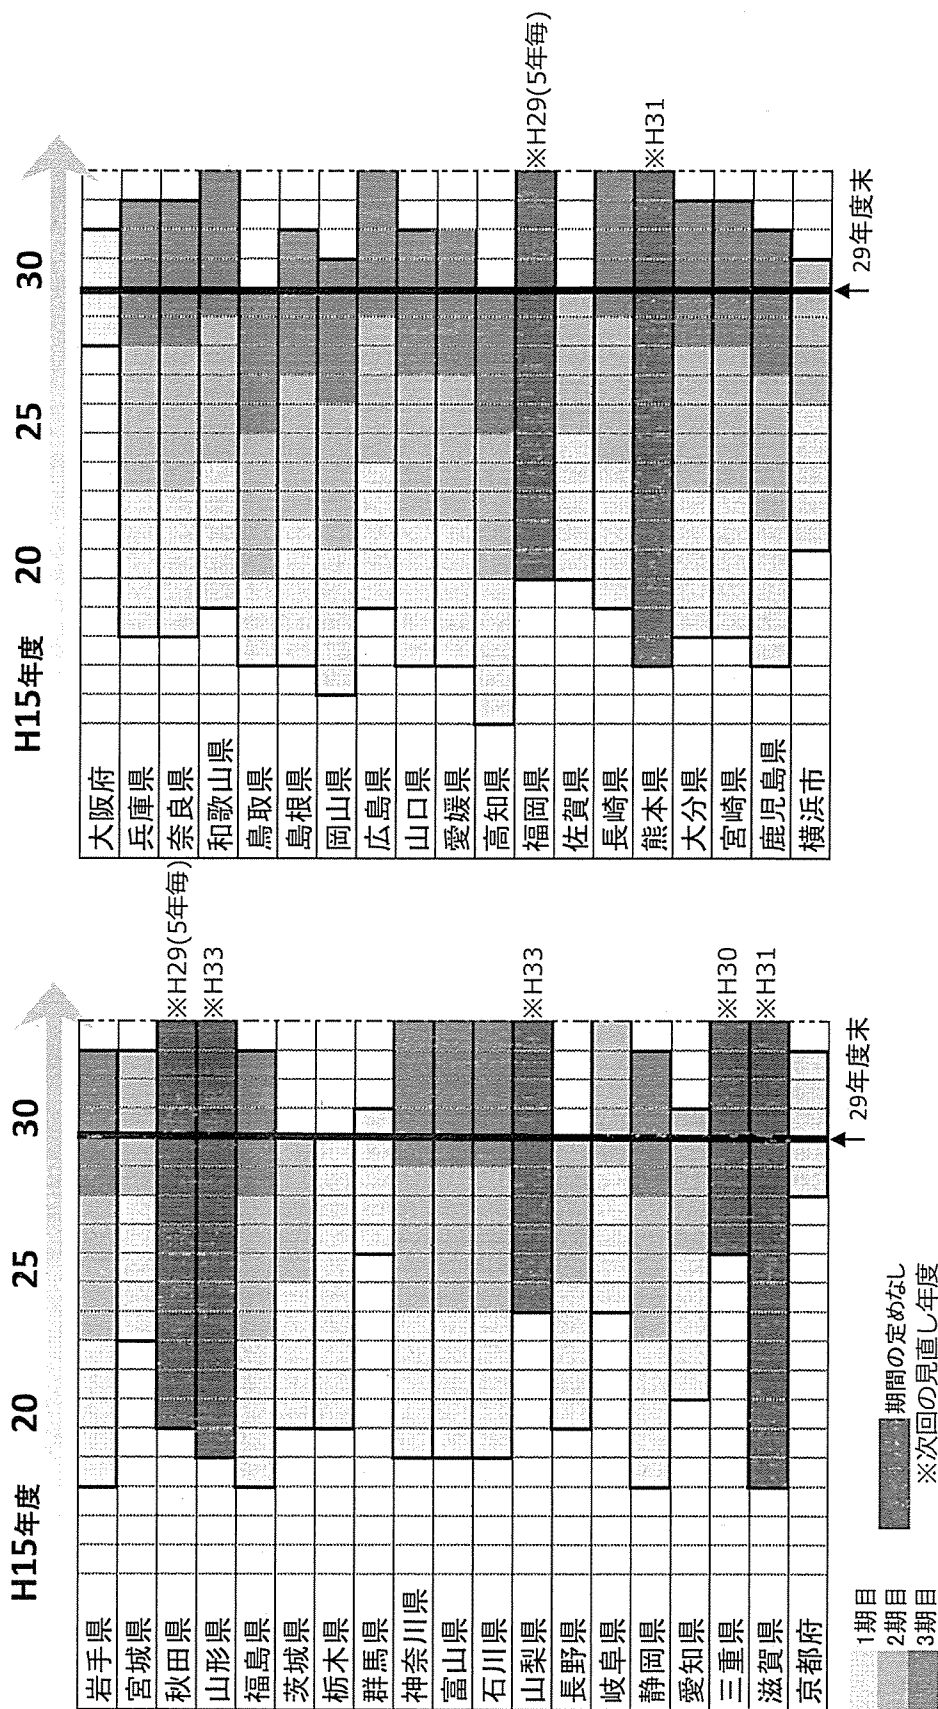 H15年度 20 25 30
岩手県
宮城県
秋田県 ※H29(5年毎)
山形県 ※H33
福島県
茨城県
栃木県
群馬県
神奈川県
富山県
石川県
山梨県 ※H33
長野県
岐阜県
静岡県
愛知県
三重県 ※H30
滋賀県 ※H31
京都府
29年度末
1期目
2期目
3期目
期間の定めなし
※次回の見直し年度
H15年度 20 25 30
大阪府
兵庫県
奈良県
和歌山県
鳥取県
島根県
岡山県
広島県
山口県
愛媛県
高知県
福岡県 ※H29(5年毎)
佐賀県
長崎県
熊本県 ※H31
大分県
宮崎県
鹿児島県
横浜市
29年度末